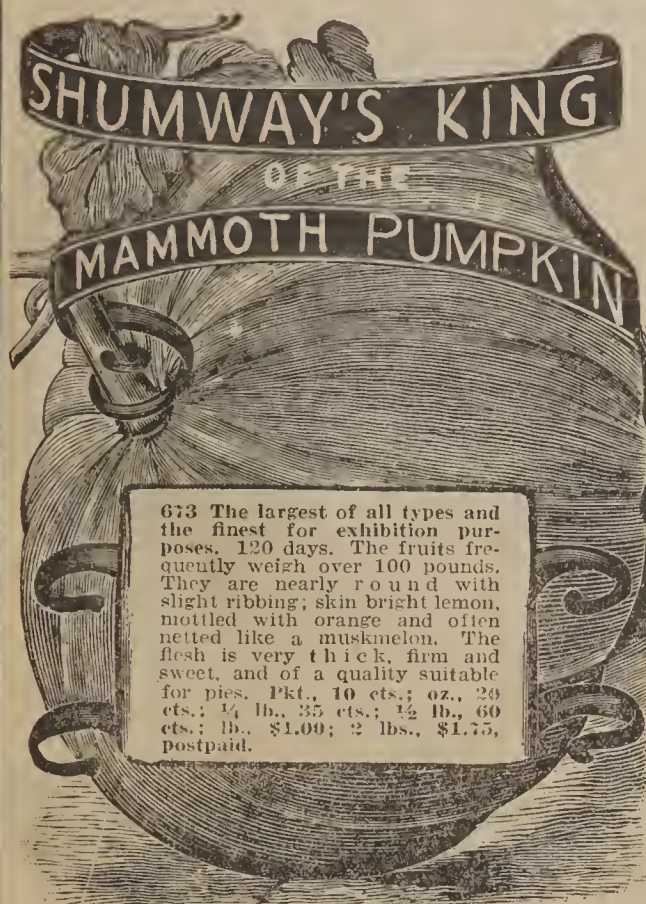 SHUMWAY'S KING
OF THE
MAMMOTH PUMPKIN
673 The largest of all types and
the finest for exhibition pur-
poses. 120 days. The fruits fre-
quently weigh over 100 pounds.
They are nearly round with
slight ribbing; skin bright lemon,
mottled with orange and often
netted like a muskmelon. The
flesh is very thick, firm and
sweet, and of a quality suitable
for pies. Pkt., 10 cts.; oz., 20
cts.; ¼ lb., 35 cts.; ½ lb., 60
cts.; lb., $1.00; 2 lbs., $1.75,
postpaid.